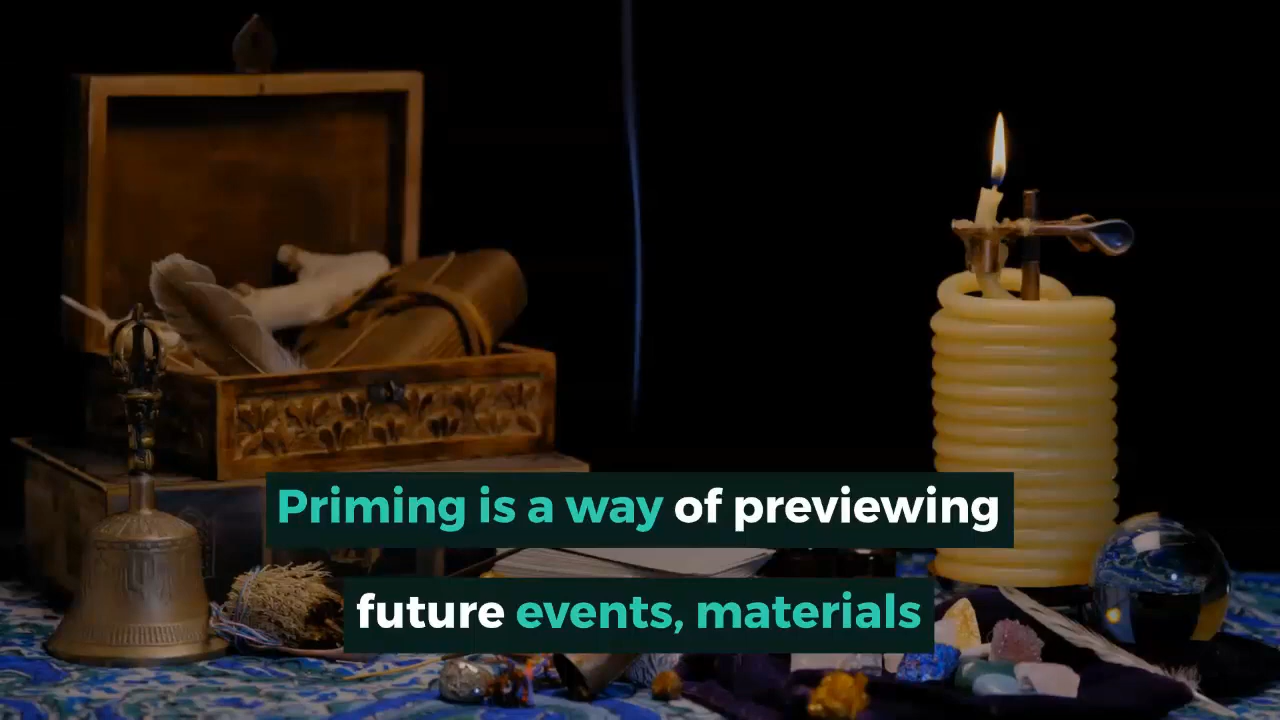 Priming is a way of previewing
future events, materials